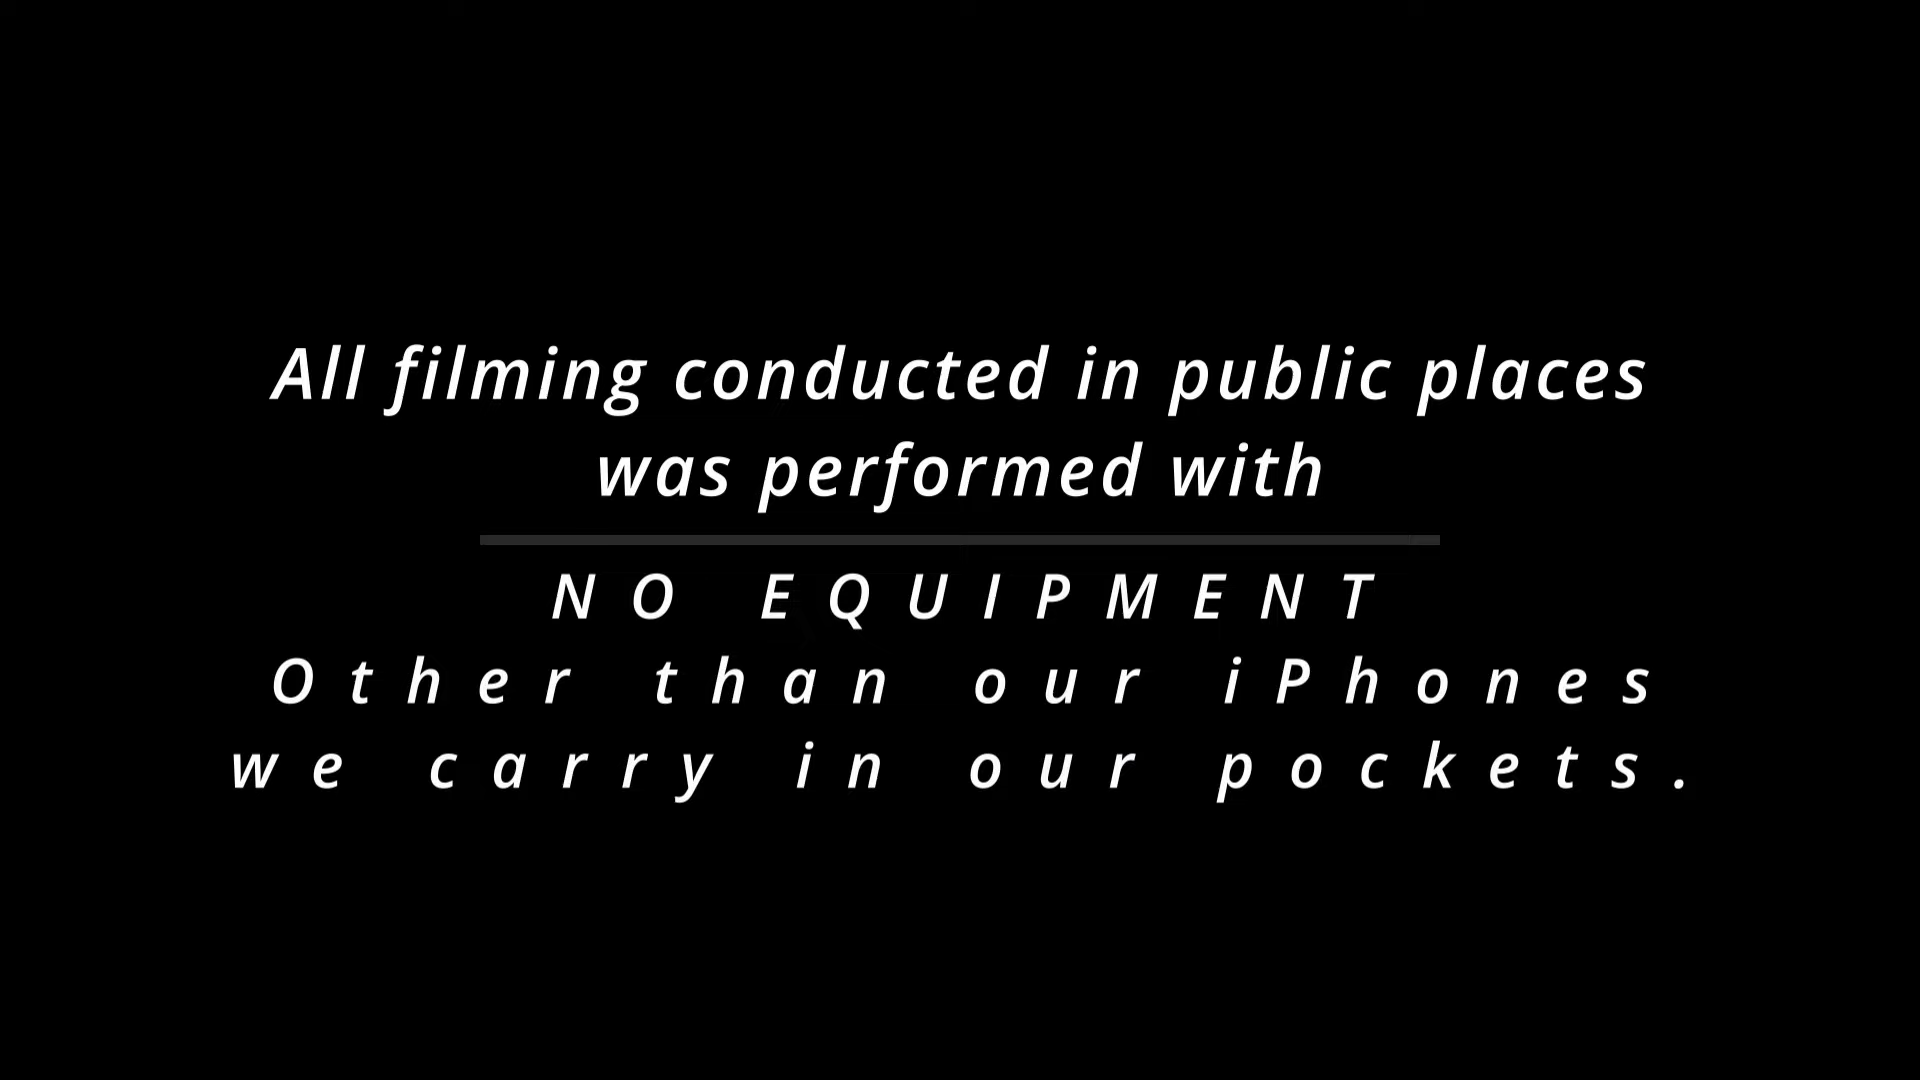 All filming conducted in public places
was performed with
NO EQUIPMENT
Other than our iPhones
we carry in our pockets.